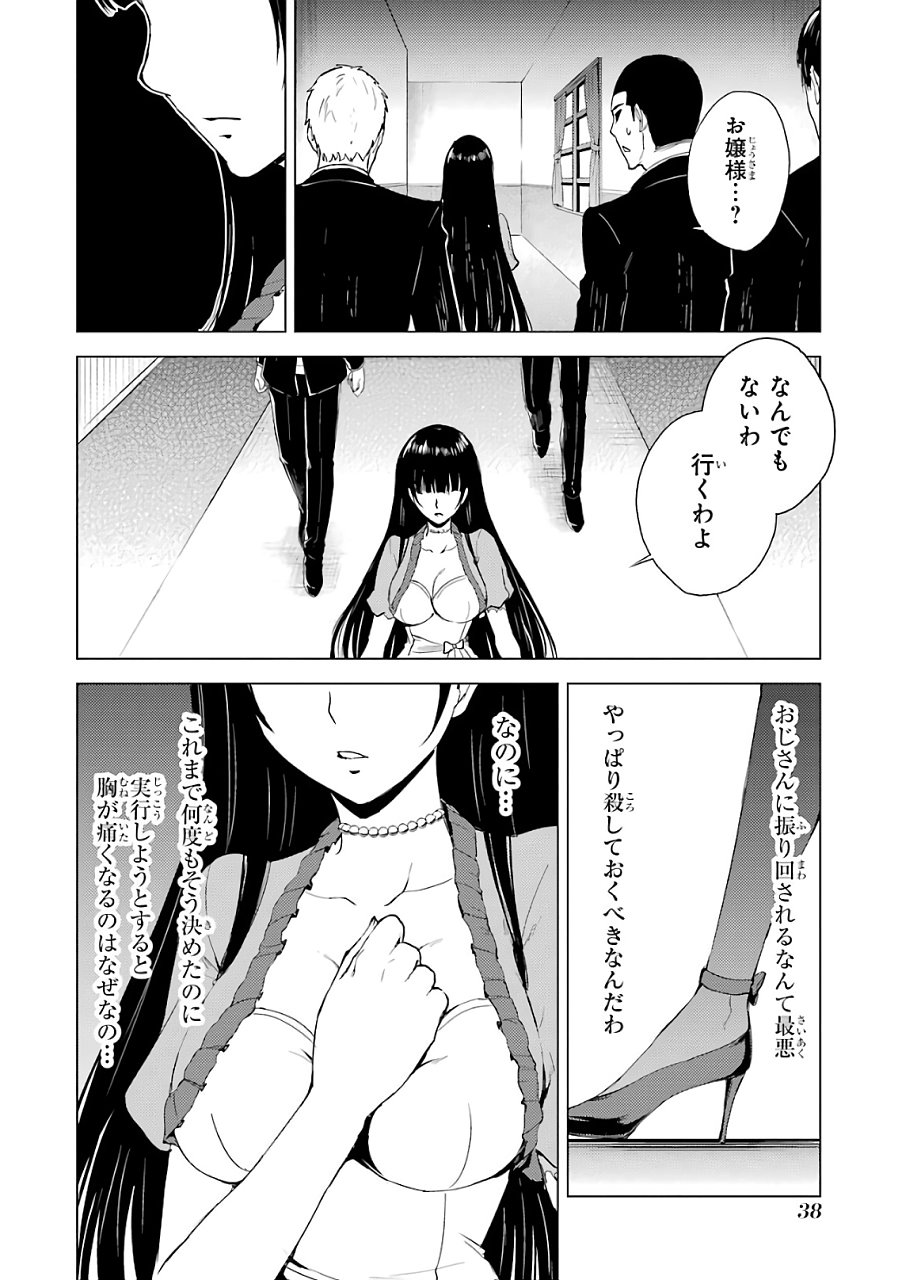 お嬢様…?
なんでも
ないわ
行くわよ
おじさんに振り回されるなんて最悪
やっぱり殺しておくべきなんだわ
なのに…
これまで何度もそう決めたのに
実行しようとすると
胸が痛くなるのはなぜなの…
38